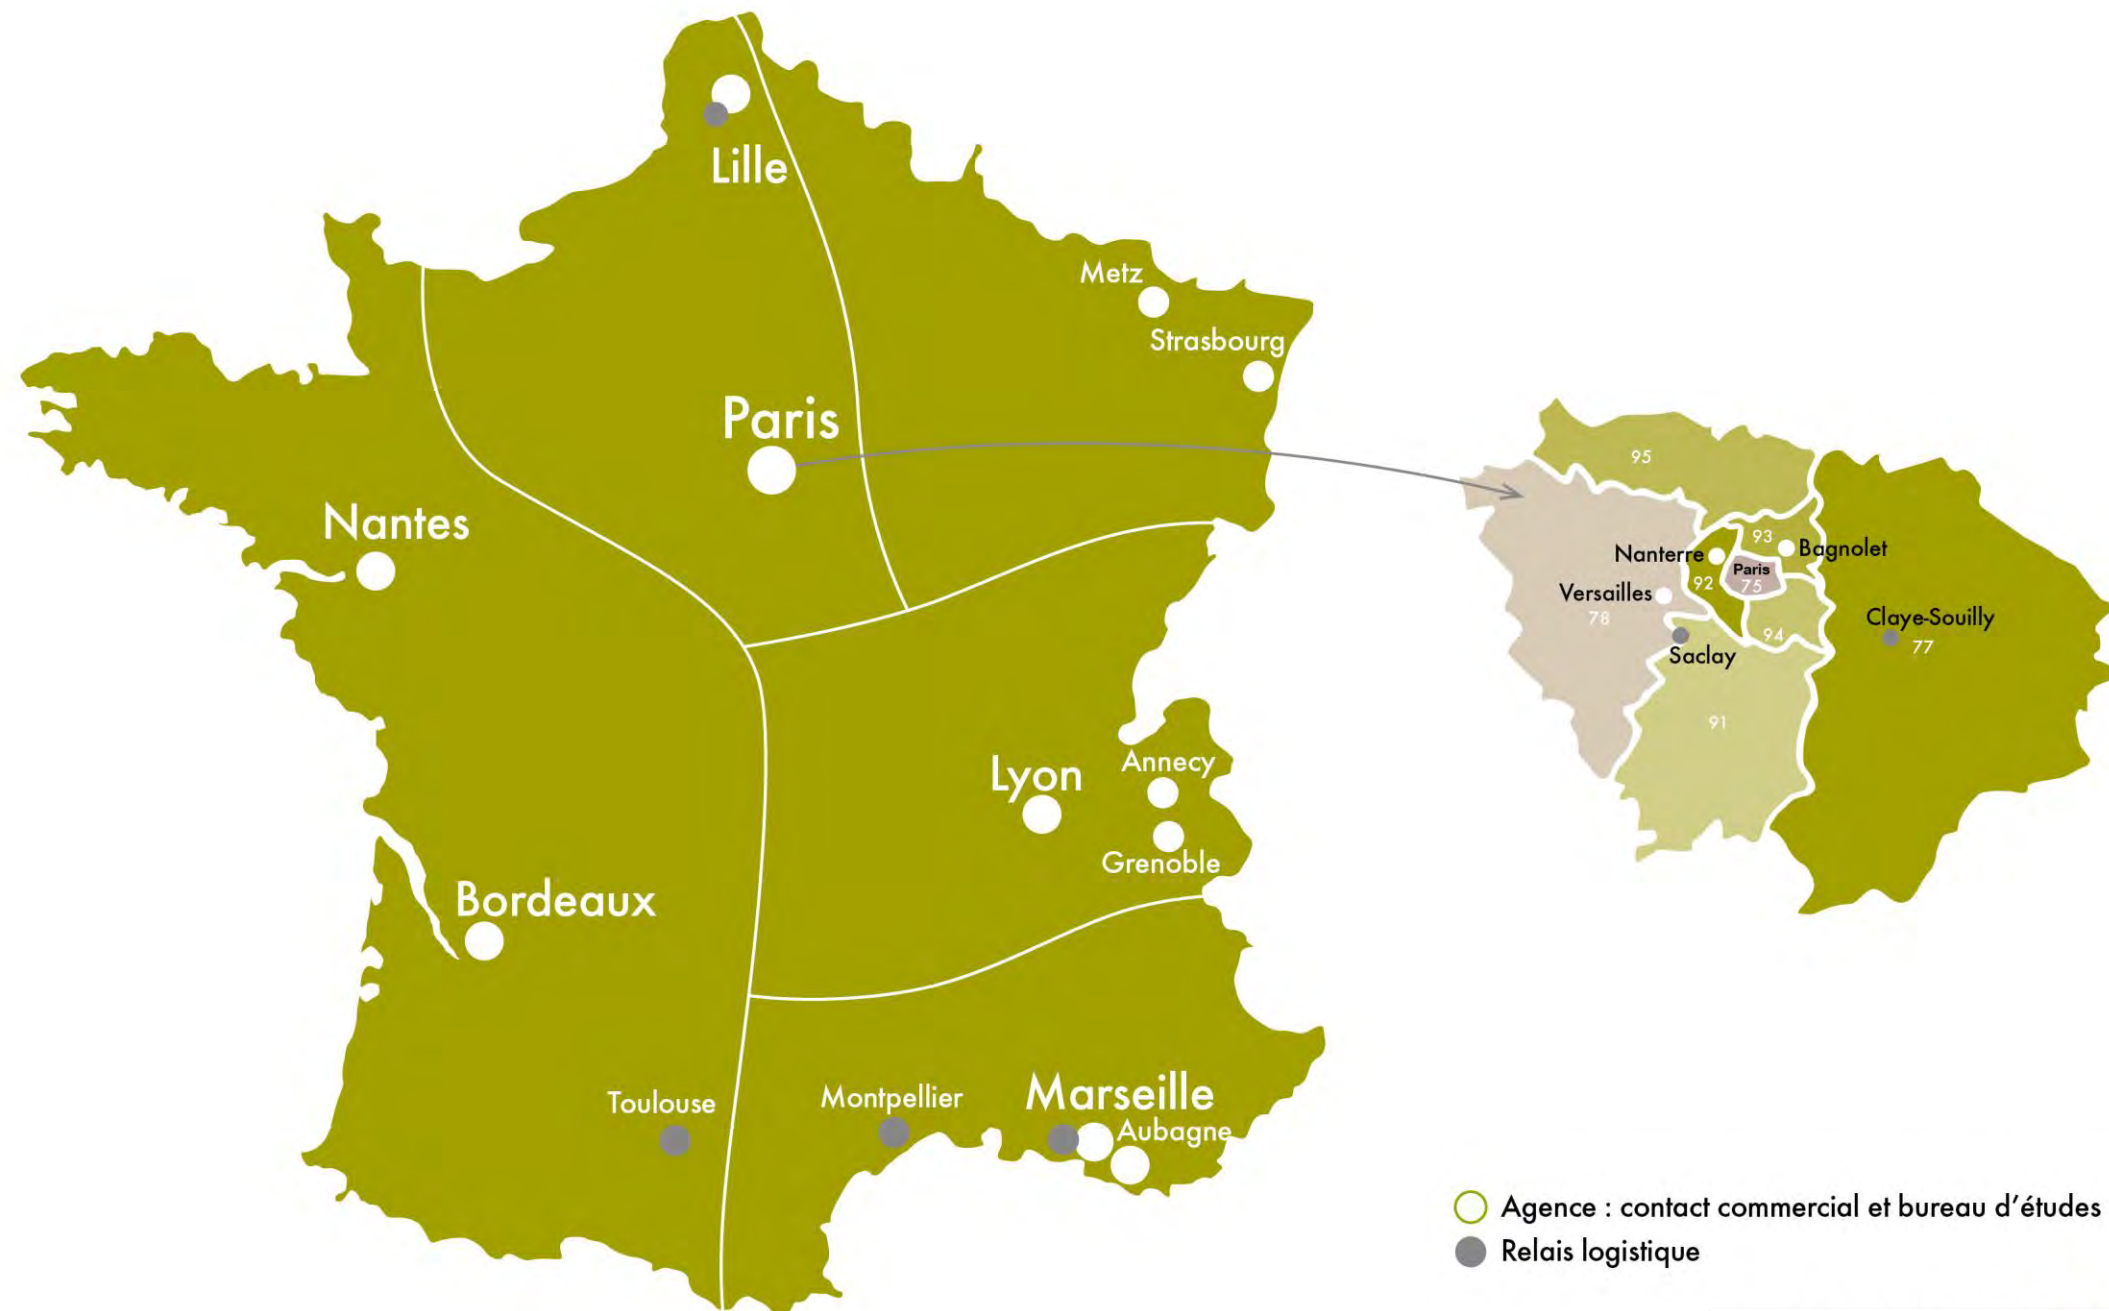 Lille
Metz
Strasbourg
Paris
Nantes
Lyon
Annecy
Grenoble
Bordeaux
Toulouse
Montpellier
Marseille
Aubagne
95
93
Nanterre
Bagnolet
Paris
92
75
Versailles
78
94
Claye-Souilly
77
Saclay
91
Agence : contact commercial et bureau d'études
Relais logistique